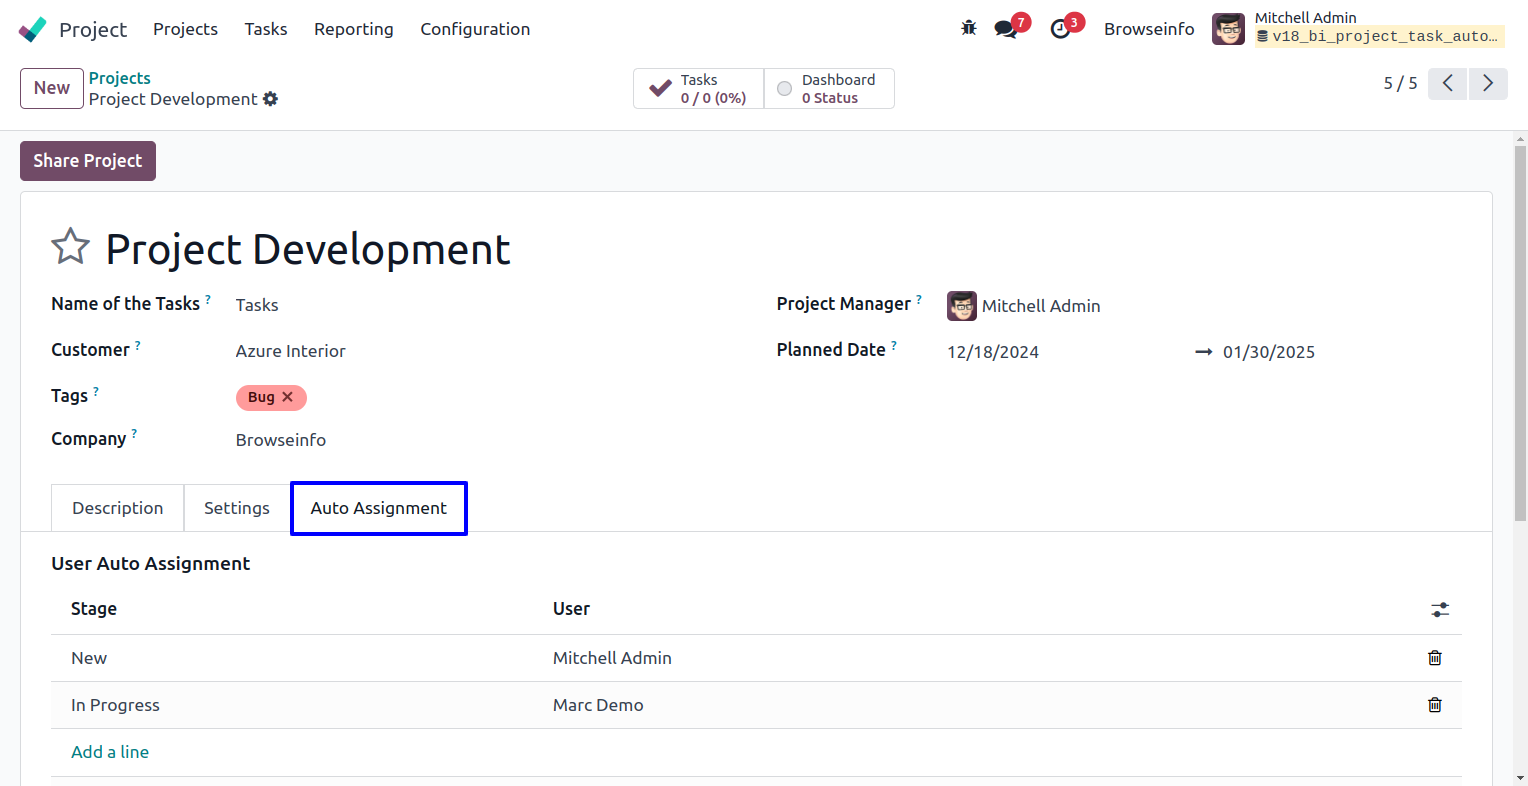 Project Projects Tasks Reporting Configuration 7 3 Browseinfo Mitchell Admin
v18_bi_project_task_auto…
New Projects
Project Development
Tasks
0 / 0 (0%)
Dashboard
0 Status
5 / 5
Share Project
Project Development
Name of the Tasks ? Tasks
Project Manager ? Mitchell Admin
Customer ? Azure Interior
Planned Date ? 12/18/2024 → 01/30/2025
Tags ? Bug ✕
Company ? Browseinfo
Description Settings Auto Assignment
User Auto Assignment
Stage User
New Mitchell Admin
In Progress Marc Demo
Add a line